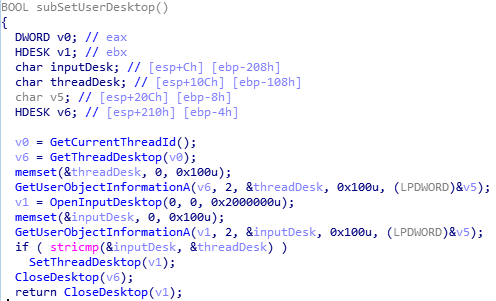 BOOL subSetUserDesktop()
{
DWORD v0; // eax
HDESK v1; // ebx
char inputDesk; // [esp+Ch] [ebp-208h]
char threadDesk; // [esp+10Ch] [ebp-108h]
char v5; // [esp+20Ch] [ebp-8h]
HDESK v6; // [esp+210h] [ebp-4h]
v0 = GetCurrentThreadId();
v6 = GetThreadDesktop(v0);
memset(&threadDesk, 0, 0x100u);
GetUserObjectInformationA(v6, 2, &threadDesk, 0x100u, (LPDWORD)&v5);
v1 = OpenInputDesktop(0, 0, 0x2000000u);
memset(&inputDesk, 0, 0x100u);
GetUserObjectInformationA(v1, 2, &inputDesk, 0x100u, (LPDWORD)&v5);
if ( stricmp(&inputDesk, &threadDesk) )
SetThreadDesktop(v1);
CloseDesktop(v6);
return CloseDesktop(v1);